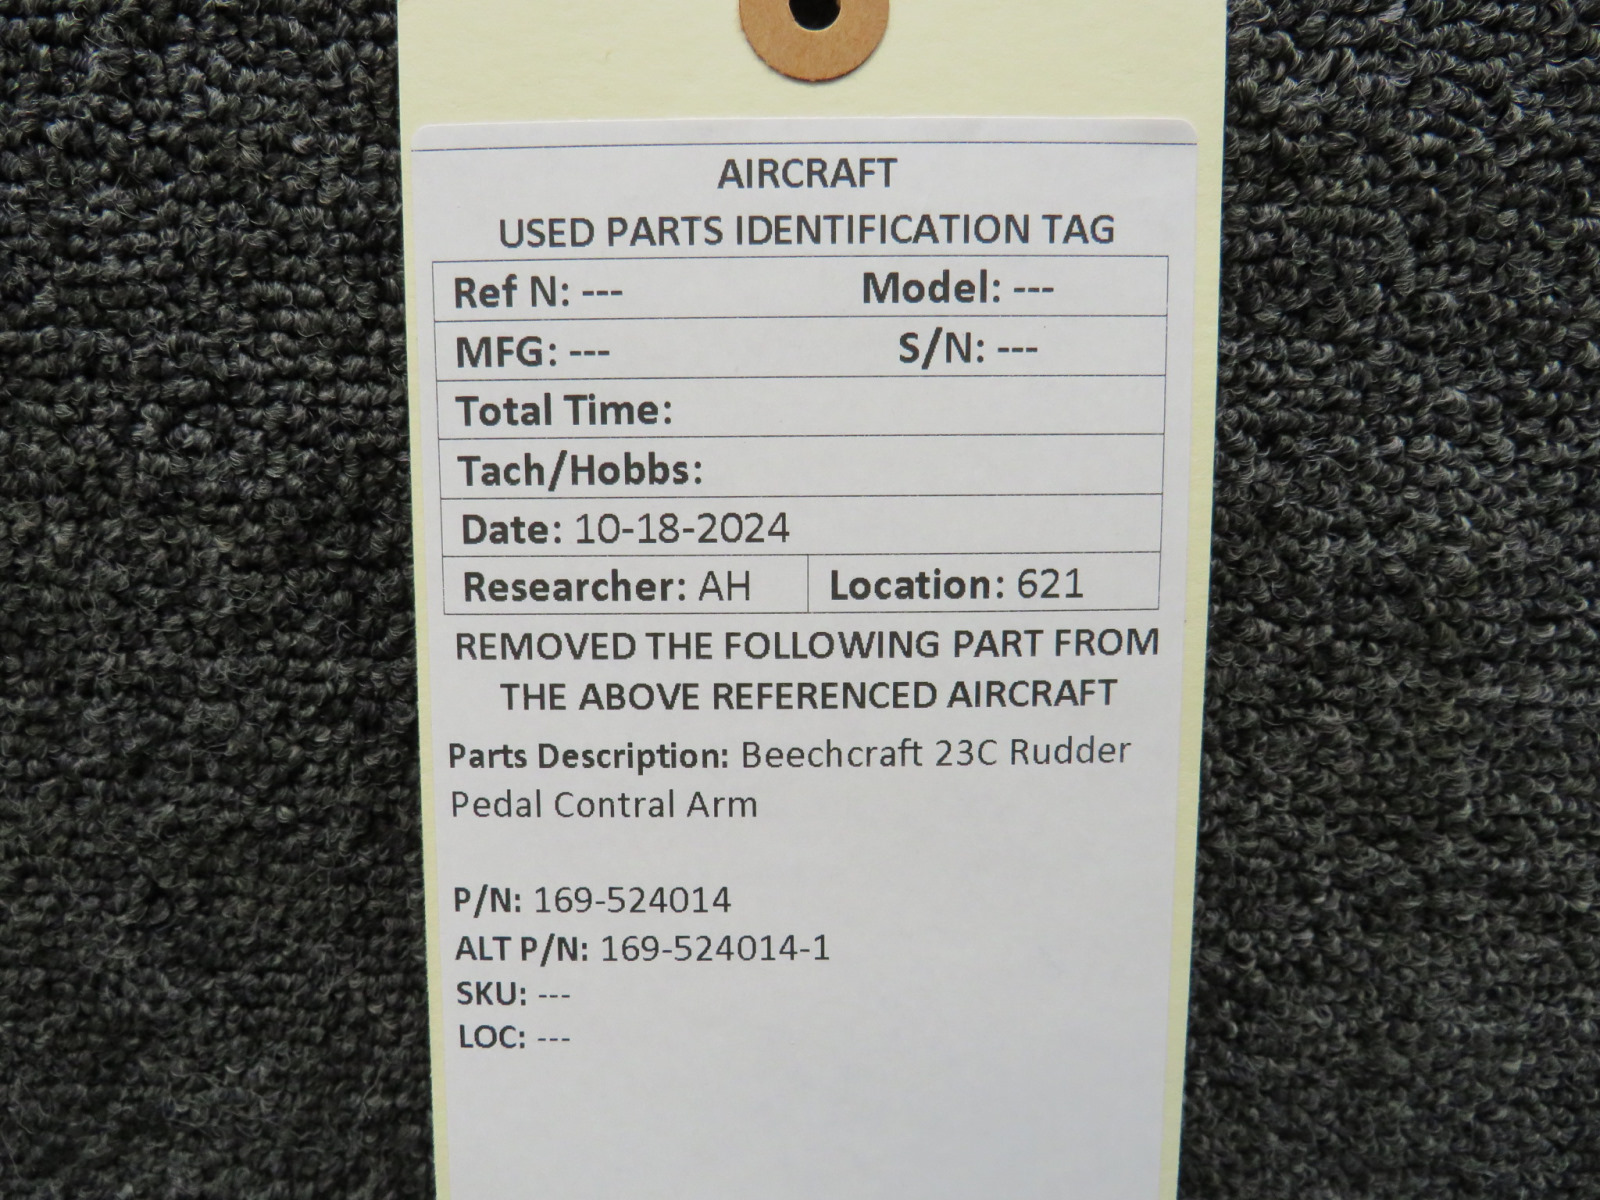 AIRCRAFT
USED PARTS IDENTIFICATION TAG
Ref N: --- Model: ---
MFG: --- S/N: ---
Total Time:
Tach/Hobbs:
Date: 10-18-2024
Researcher: AH Location: 621
REMOVED THE FOLLOWING PART FROM
THE ABOVE REFERENCED AIRCRAFT
Parts Description: Beechcraft 23C Rudder
Pedal Contral Arm
P/N: 169-524014
ALT P/N: 169-524014-1
SKU: ---
LOC: ---